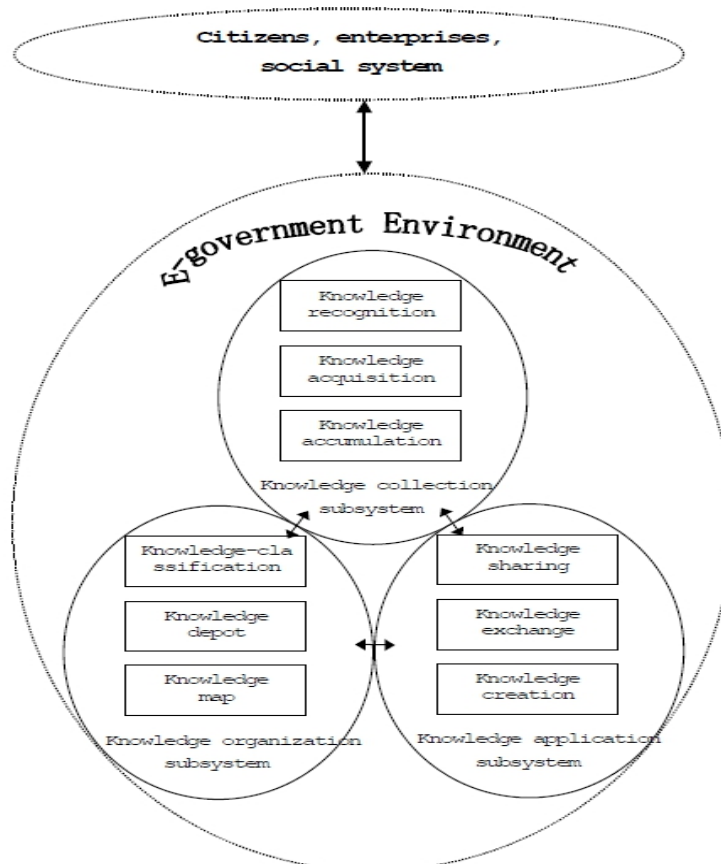 Citizens, enterprises,
social system
E-government Environment
Knowledge
recognition
Knowledge
acquisition
Knowledge
accumulation
Knowledge collection
subsystem
Knowledge-cla
ssification
Knowledge
depot
Knowledge
map
Knowledge organization
subsystem
Knowledge
sharing
Knowledge
exchange
Knowledge
creation
Knowledge application
subsystem